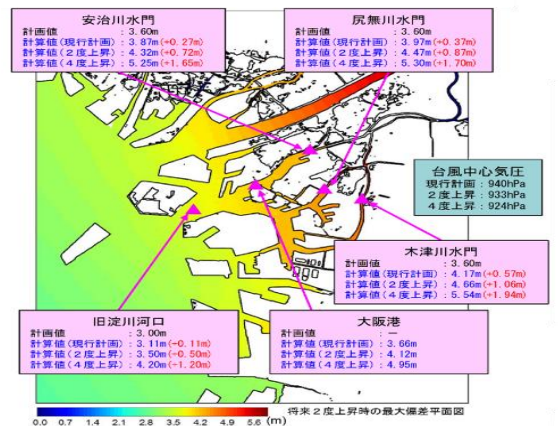 安治川水門
計画値 : 3.60m
計算値(現行計画) : 3.87m(+0.27m)
計算値(2度上昇) : 4.32m(+0.72m)
計算値(4度上昇) : 5.25m(+1.65m)
尻無川水門
計画値 : 3.60m
計算値(現行計画) : 3.97m(+0.37m)
計算値(2度上昇) : 4.47m(+0.87m)
計算値(4度上昇) : 5.30m(+1.70m)
台風中心気圧
現行計画 : 940hPa
2度上昇 : 933hPa
4度上昇 : 924hPa
木津川水門
計画値 : 3.60m
計算値(現行計画) : 4.17m(+0.57m)
計算値(2度上昇) : 4.66m(+1.06m)
計算値(4度上昇) : 5.54m(+1.94m)
旧淀川河口
計画値 : 3.00m
計算値(現行計画) : 3.11m(-0.11m)
計算値(2度上昇) : 3.50m(-0.50m)
計算値(4度上昇) : 4.20m(-1.20m)
大阪港
計画値 : ー
計算値(現行計画) : 3.66m
計算値(2度上昇) : 4.12m
計算値(4度上昇) : 4.95m
将来2度上昇時の最大偏差平面図
0.0 0.7 1.4 2.1 2.8 3.5 4.2 4.9 5.6 (m)